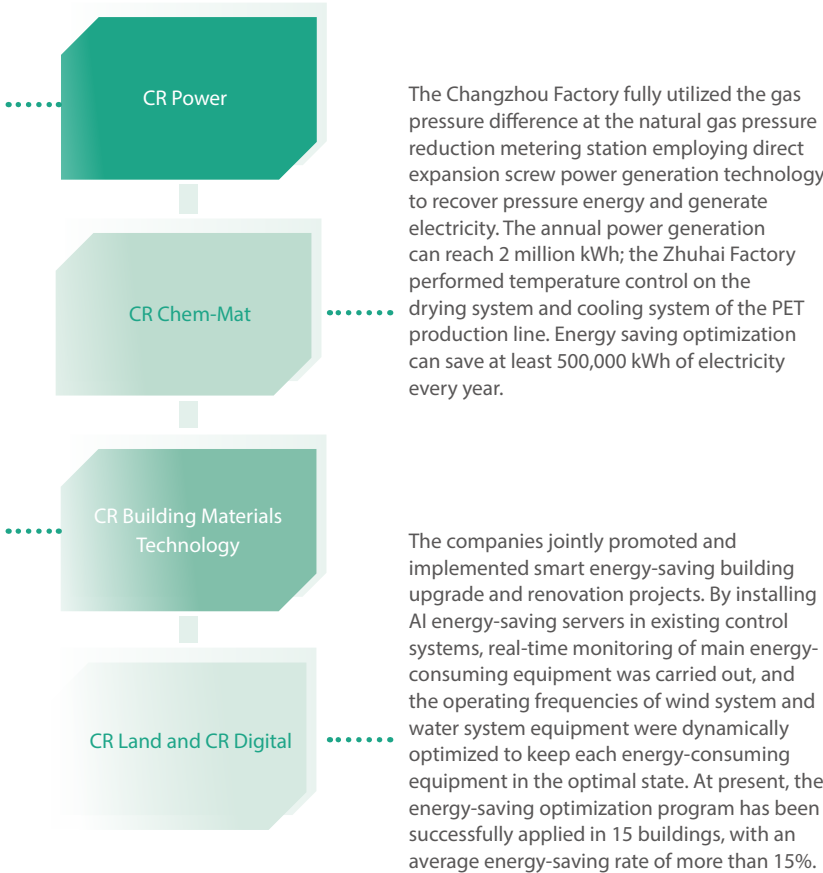 CR Power
The Changzhou Factory fully utilized the gas
pressure difference at the natural gas pressure
reduction metering station employing direct
expansion screw power generation technology
to recover pressure energy and generate
electricity. The annual power generation
can reach 2 million kWh; the Zhuhai Factory
performed temperature control on the
drying system and cooling system of the PET
production line. Energy saving optimization
can save at least 500,000 kWh of electricity
every year.
CR Chem-Mat
CR Building Materials
Technology
The companies jointly promoted and
implemented smart energy-saving building
upgrade and renovation projects. By installing
AI energy-saving servers in existing control
systems, real-time monitoring of main energy-
consuming equipment was carried out, and
the operating frequencies of wind system and
water system equipment were dynamically
optimized to keep each energy-consuming
equipment in the optimal state. At present, the
energy-saving optimization program has been
successfully applied in 15 buildings, with an
average energy-saving rate of more than 15%.
CR Land and CR Digital